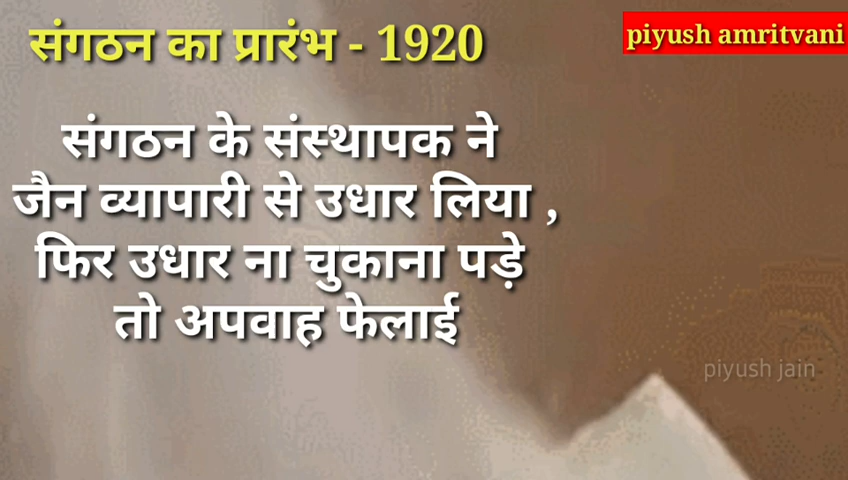 संगठन का प्रारंभ - 1920
piyush amritvani
संगठन के संस्थापक ने
जैन व्यापारी से उधार लिया ,
फिर उधार ना चुकाना पड़े
तो अपवाह फेलाई
piyush jain